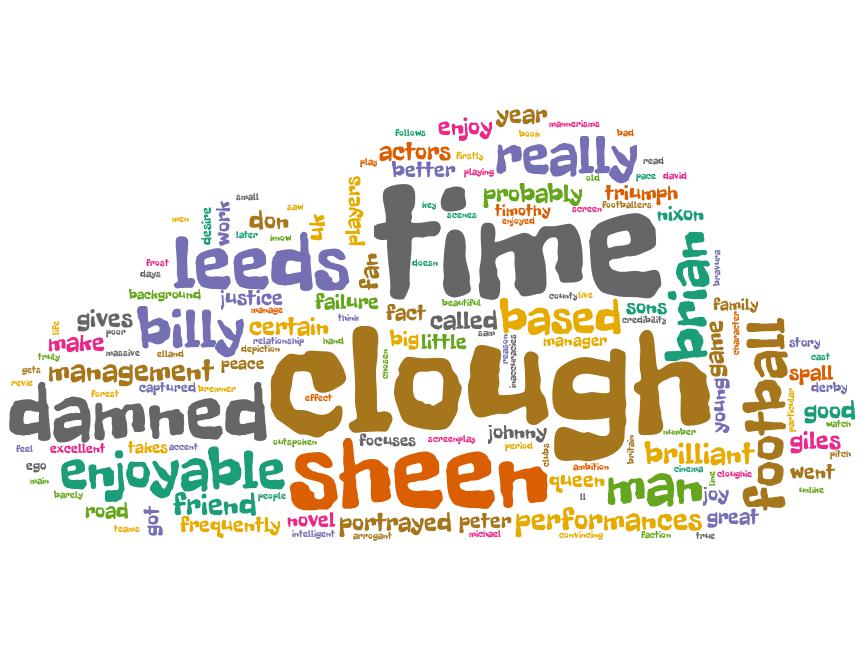 year
follows
enjoy
mannerisms
book
bad
actors
firstly
really
play
better
playing
old
read
pace
david
small
men
saw
desire
work
don
later
know
uk
players
key
scenes
time
probably
timothy
enjoyed
screen
footballers
triumph
nixon
frost
days
leeds
fan
doesn
brian
bravura
background
justice
manage
failure
fact
beautiful
county
live
sons
credibility
family
life
gives
poor
make
billy
certain
think
relationship
hand
big
little
called
sam
based
manager
game
character
truly
massive
elland
depiction
gets
management
peace
revie
forest
captured
bremner
chosen
clough
effect
reason
inaccuracies
young
football
story
cast
spall
derby
particular
good
watch
damned
outspoken
focuses
screenplay
johnny
period
clubs
number
britain
brilliant
giles
pitch
feel
excellent
takes
accent
ego
enjoyable
sheen
ambition
queen
ll
man
cinema
cloughie
line
joy
went
unlike
main
barely
road
friend
people
teams
got
frequently
novel
intelligent
portrayed
arrogant
peter
michael
performances
convincing
faction
great
true